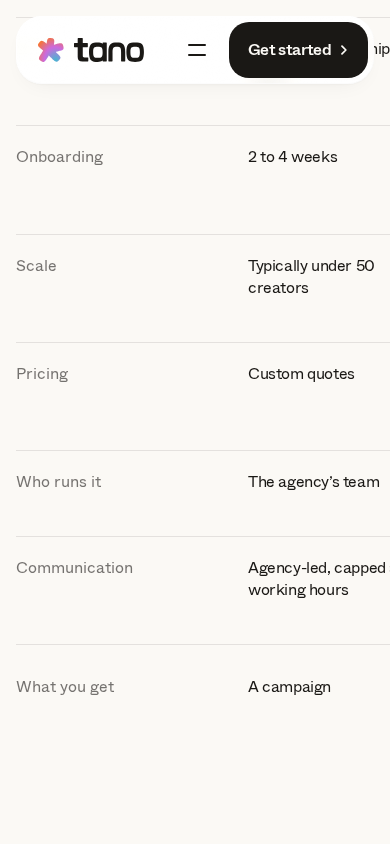 tano
Get started
hip
Onboarding
2 to 4 weeks
Scale
Typically under 50
creators
Pricing
Custom quotes
Who runs it
The agency’s team
Communication
Agency-led, capped
working hours
What you get
A campaign